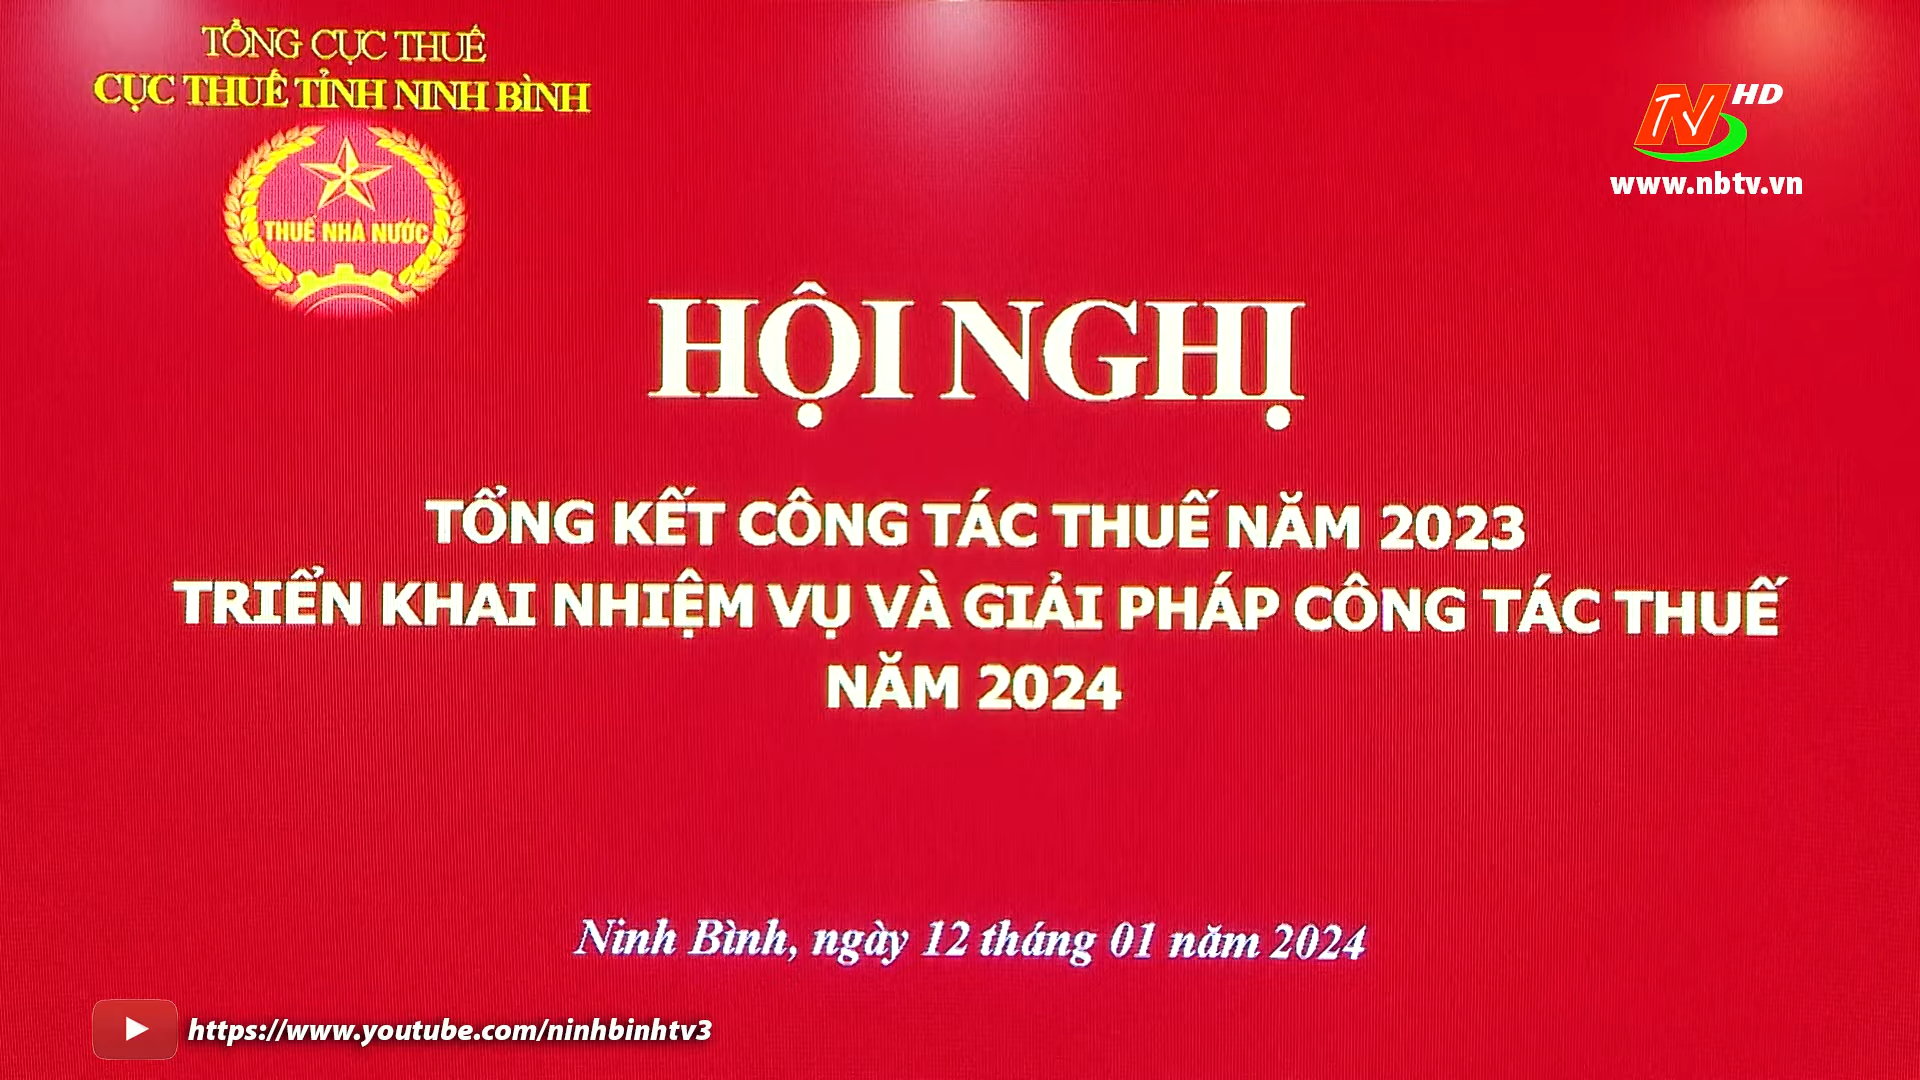 TỔNG CỤC THUẾ
CỤC THUẾ TỈNH NINH BÌNH
THUẾ NHÀ NƯỚC
TV
HD
www.nbtv.vn
HỘI NGHỊ
TỔNG KẾT CÔNG TÁC THUẾ NĂM 2023
TRIỂN KHAI NHIỆM VỤ VÀ GIẢI PHÁP CÔNG TÁC THUẾ
NĂM 2024
Ninh Bình, ngày 12 tháng 01 năm 2024
https://www.youtube.com/ninhbinhtv3